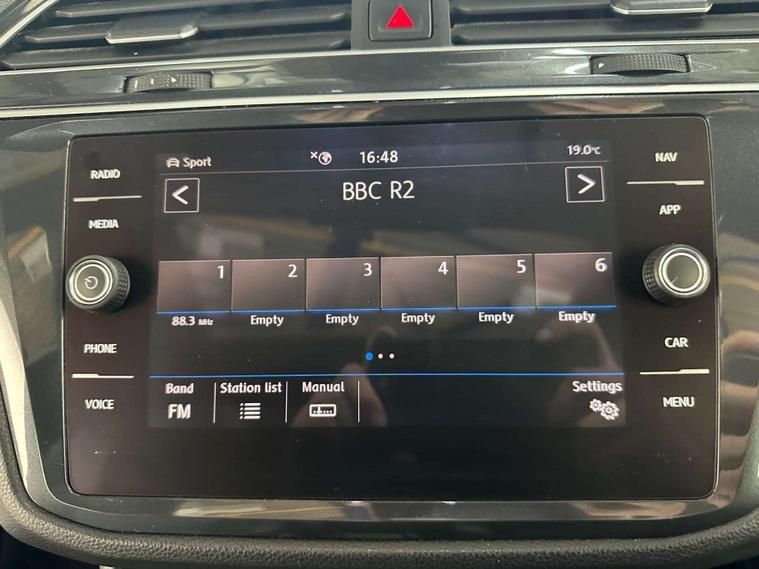 RADIO
MEDIA
PHONE
VOICE
Sport 16:48 19.0°C
BBC R2
1 2 3 4 5 6
88.3 MHz Empty Empty Empty Empty Empty
Band Station list Manual Settings
FM
NAV
APP
CAR
MENU